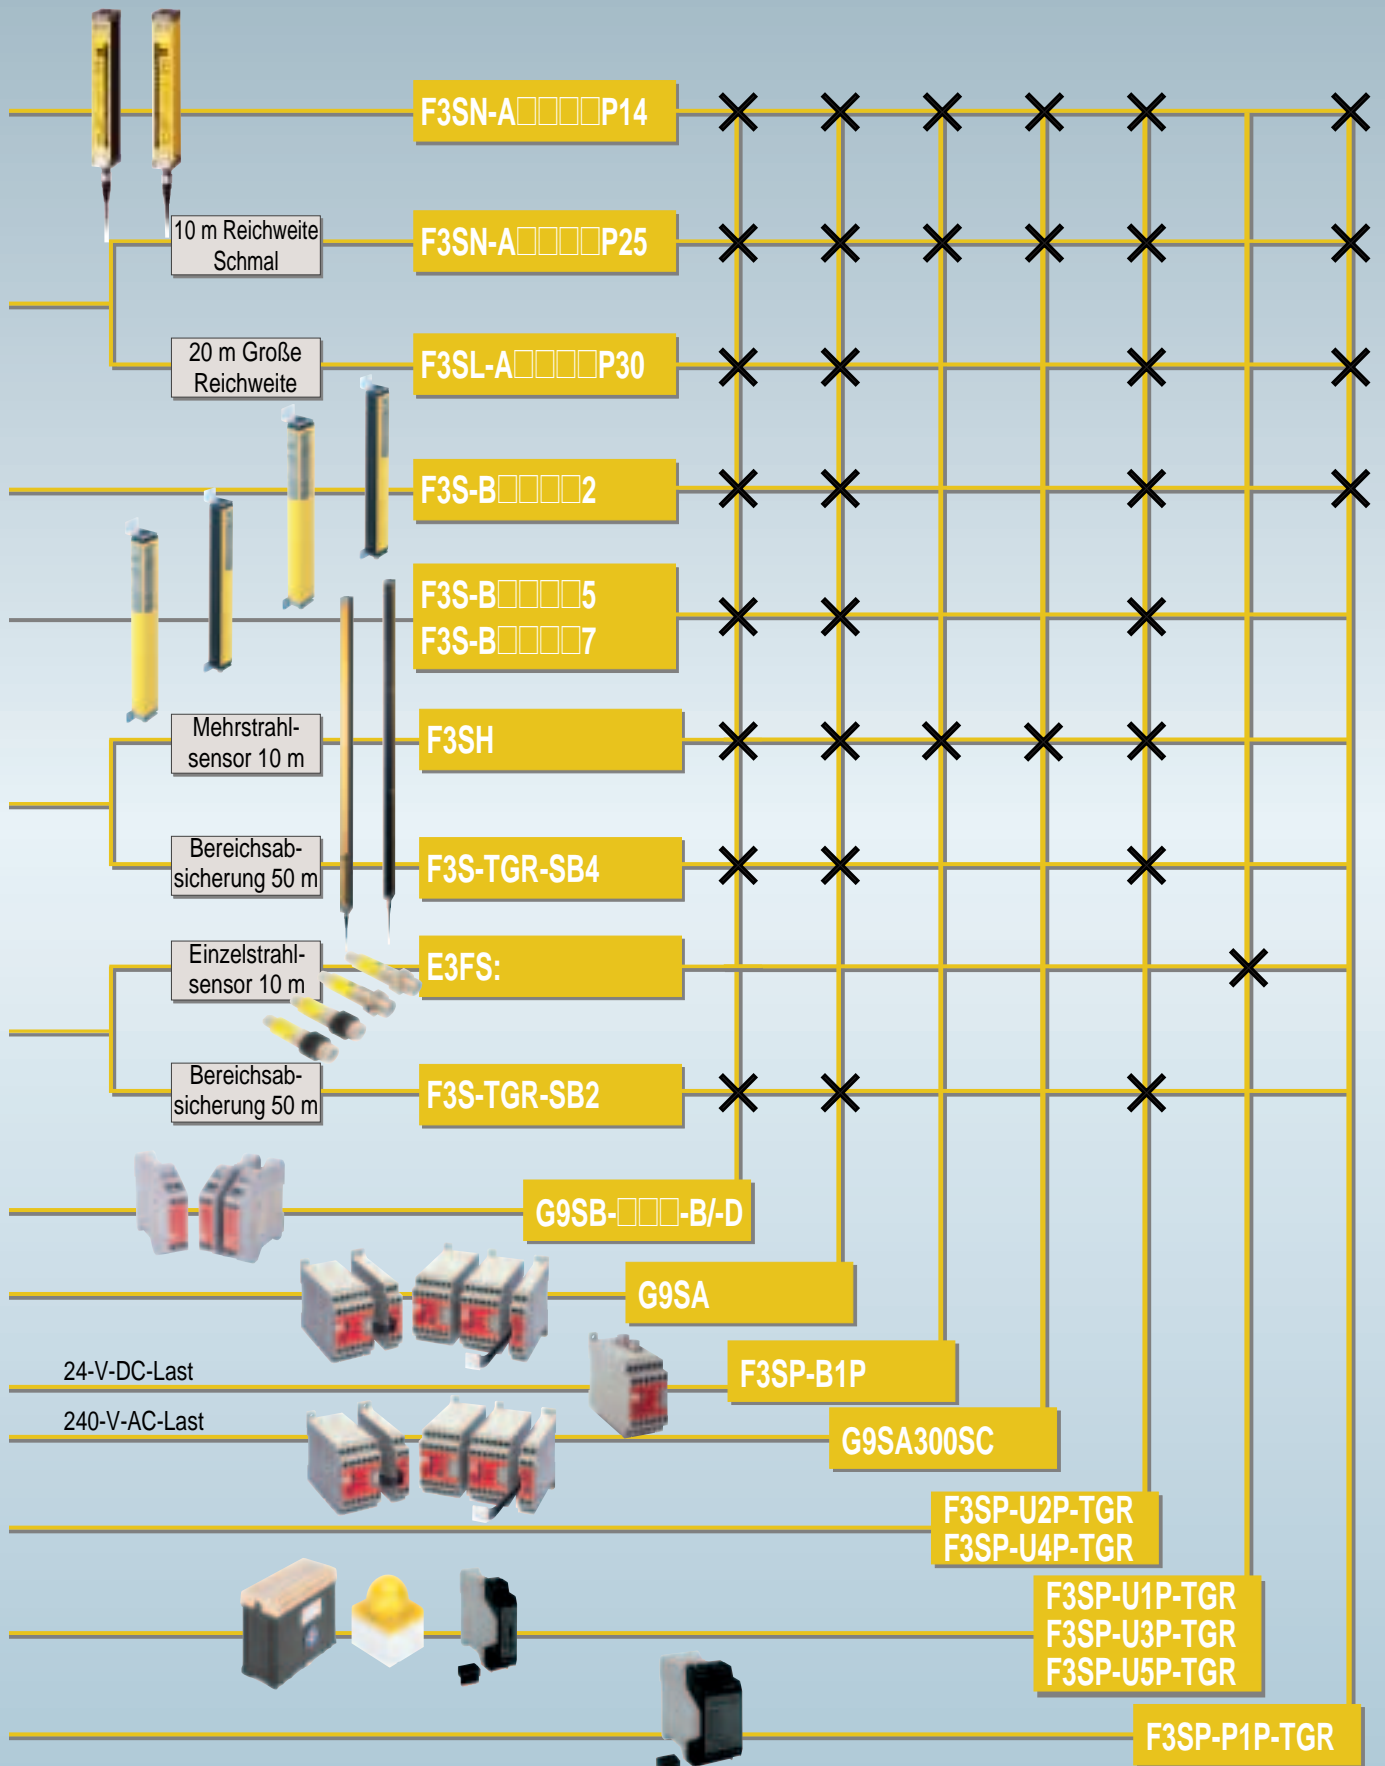 F3SN-A□□□□P14
10 m Reichweite
Schmal
F3SN-A□□□□P25
20 m Große
Reichweite
F3SL-A□□□□P30
F3S-B□□□□2
F3S-B□□□□5
F3S-B□□□□7
Mehrstrahl-
sensor 10 m
F3SH
Bereichsab-
sicherung 50 m
F3S-TGR-SB4
Einzelstrahl-
sensor 10 m
E3FS:
Bereichsab-
sicherung 50 m
F3S-TGR-SB2
G9SB-□□□-B/-D
G9SA
24-V-DC-Last
F3SP-B1P
240-V-AC-Last
G9SA300SC
F3SP-U2P-TGR
F3SP-U4P-TGR
F3SP-U1P-TGR
F3SP-U3P-TGR
F3SP-U5P-TGR
F3SP-P1P-TGR